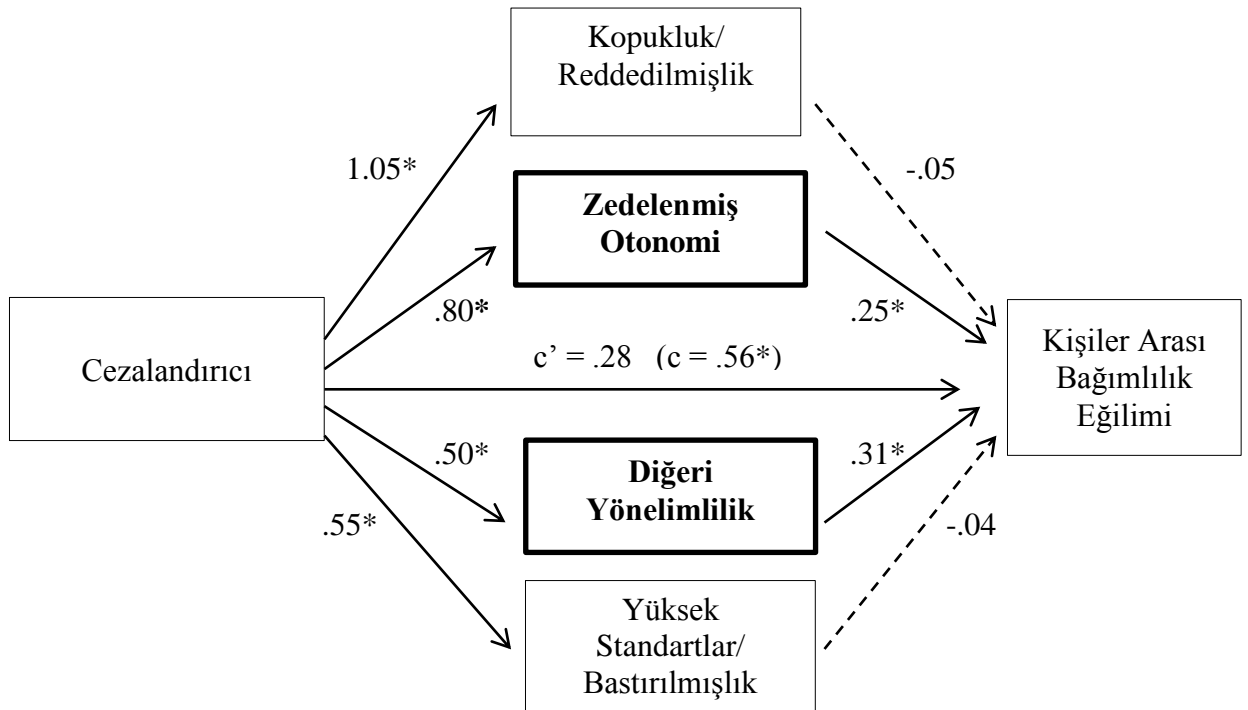 Kopukluk/
Reddedilmişlik
1.05*
-.05
Zedelenmiş
Otonomi
.80*
.25*
Cezalandırıcı
c’ = .28 (c = .56*)
Kişiler Arası
Bağımlılık
Eğilimi
.50*
.31*
Diğeri
Yönelimlilik
.55*
-.04
Yüksek
Standartlar/
Bastırılmışlık